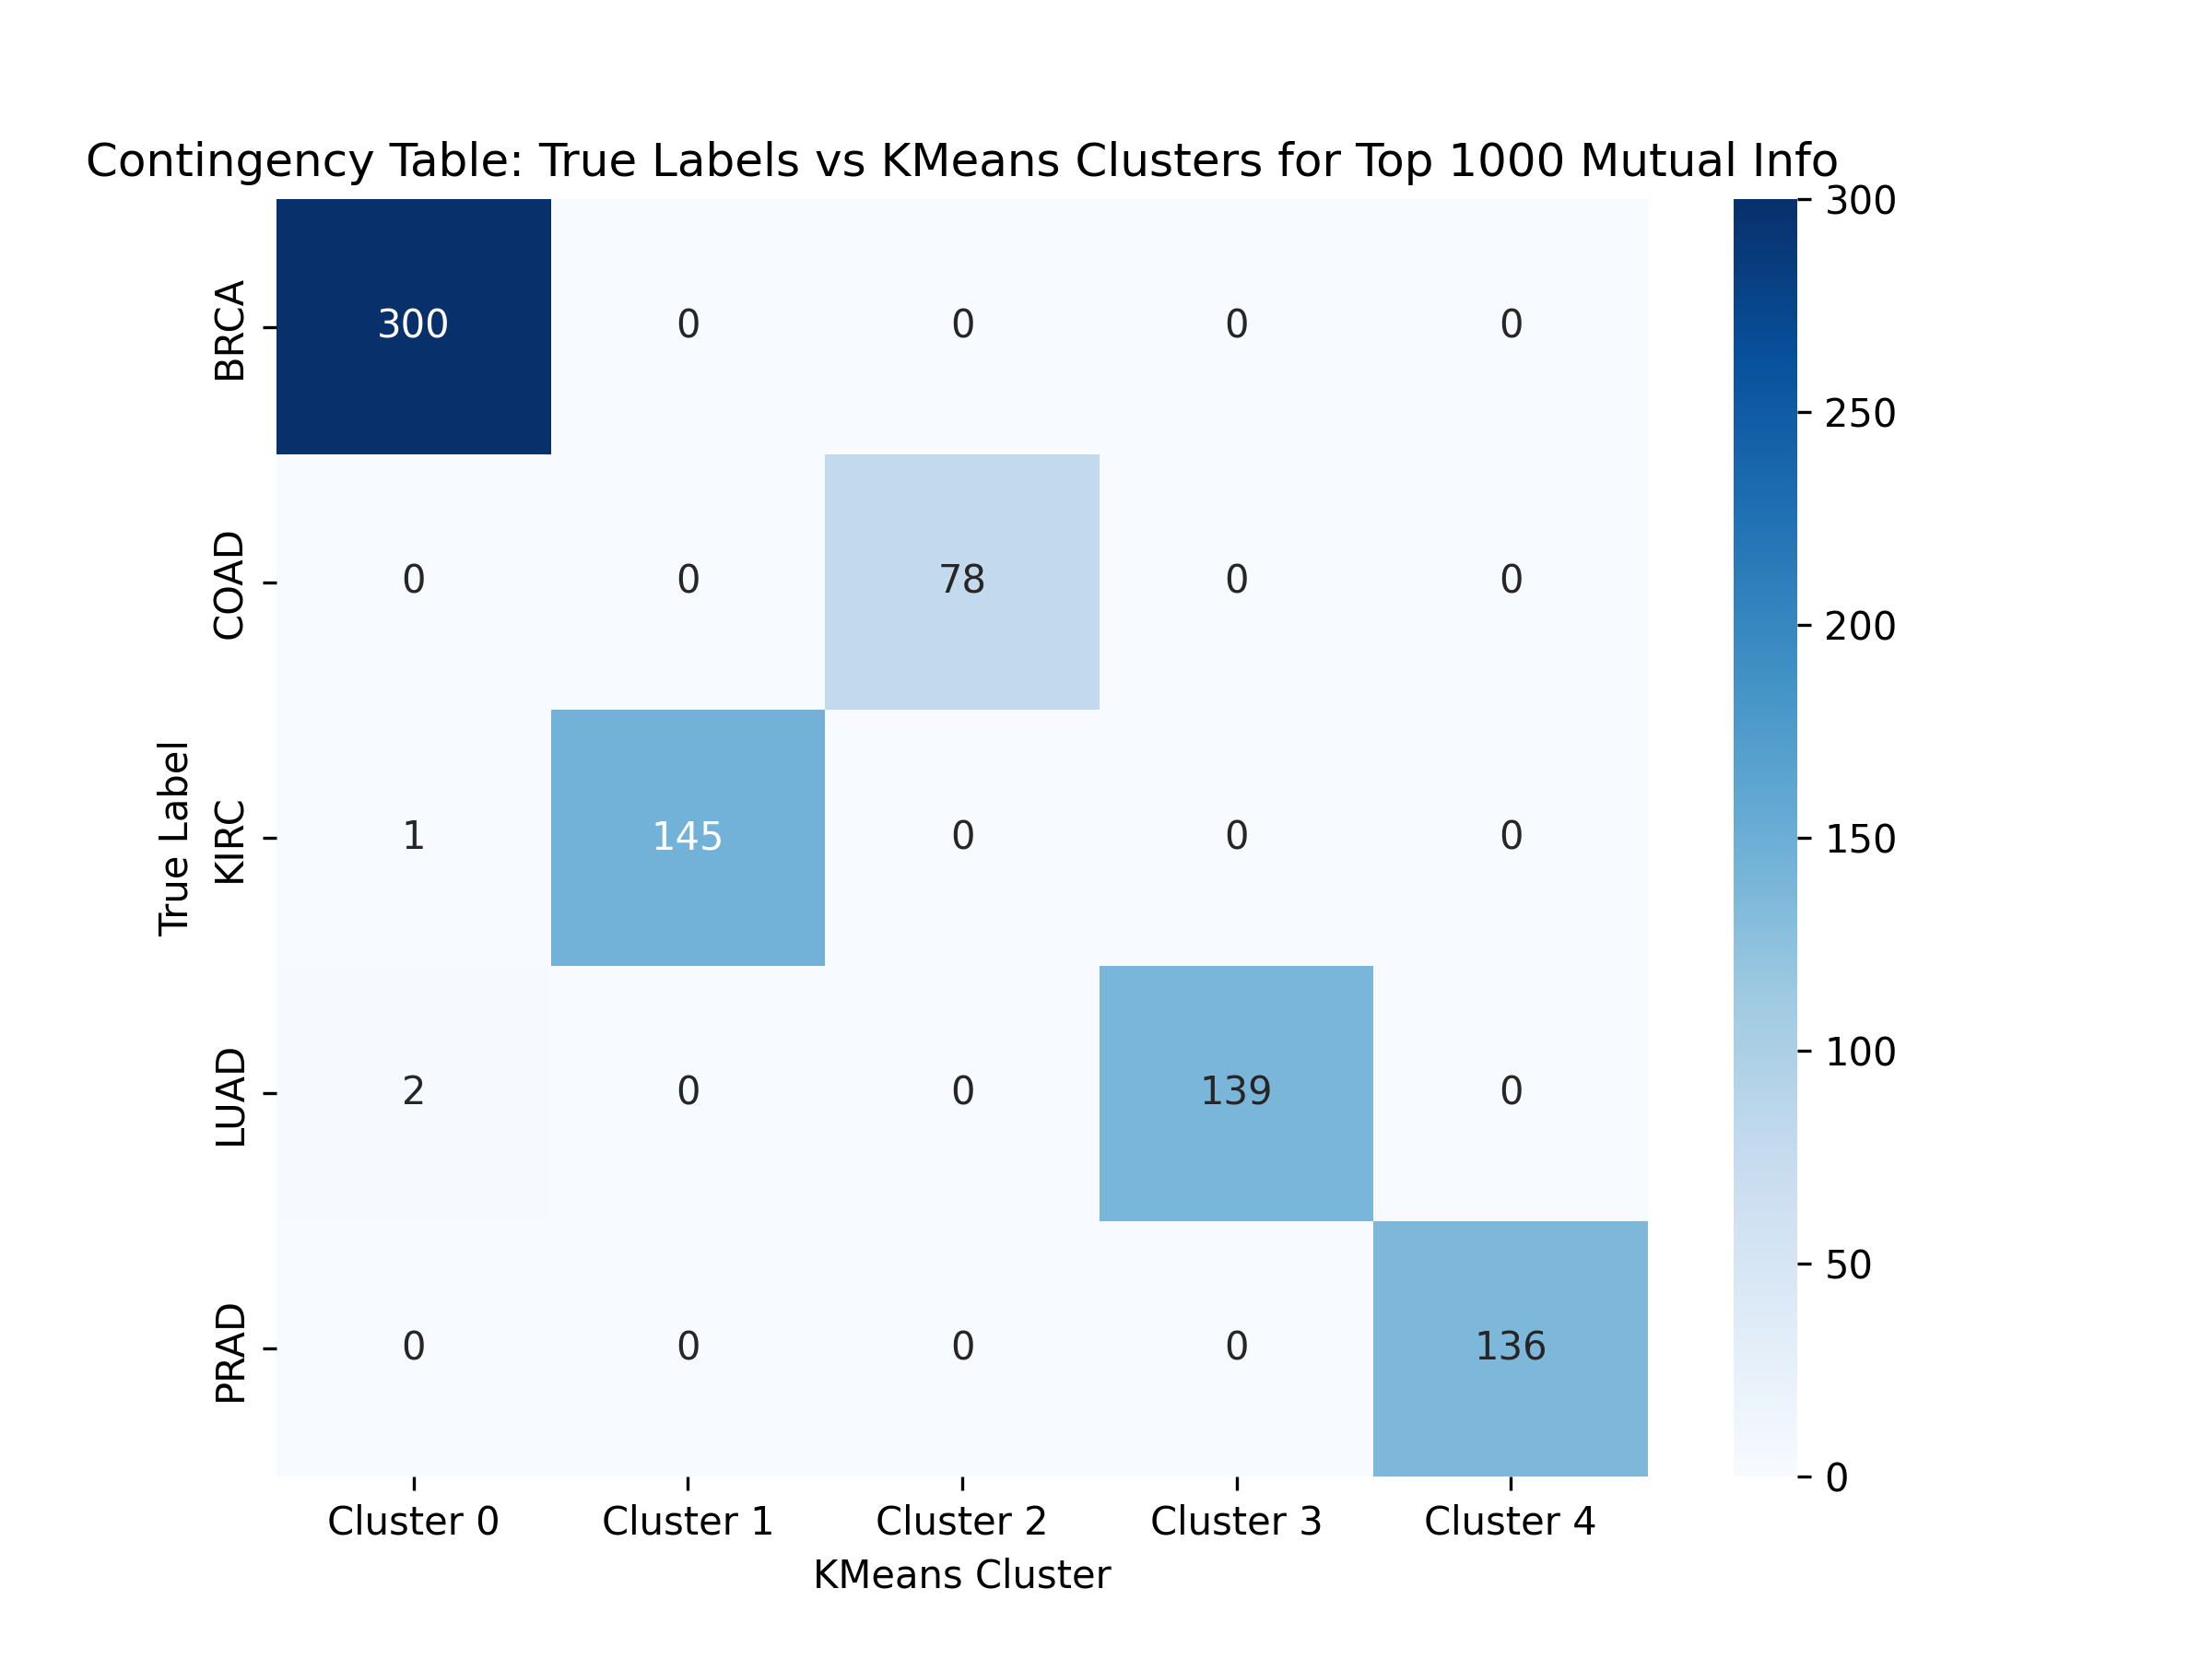 Contingency Table: True Labels vs KMeans Clusters for Top 1000 Mutual Info
True Label
BRCA 300 0 0 0 0
COAD 0 0 78 0 0
KIRC 1 145 0 0 0
LUAD 2 0 0 139 0
PRAD 0 0 0 0 136
Cluster 0 Cluster 1 Cluster 2 Cluster 3 Cluster 4
KMeans Cluster
300
250
200
150
100
50
0